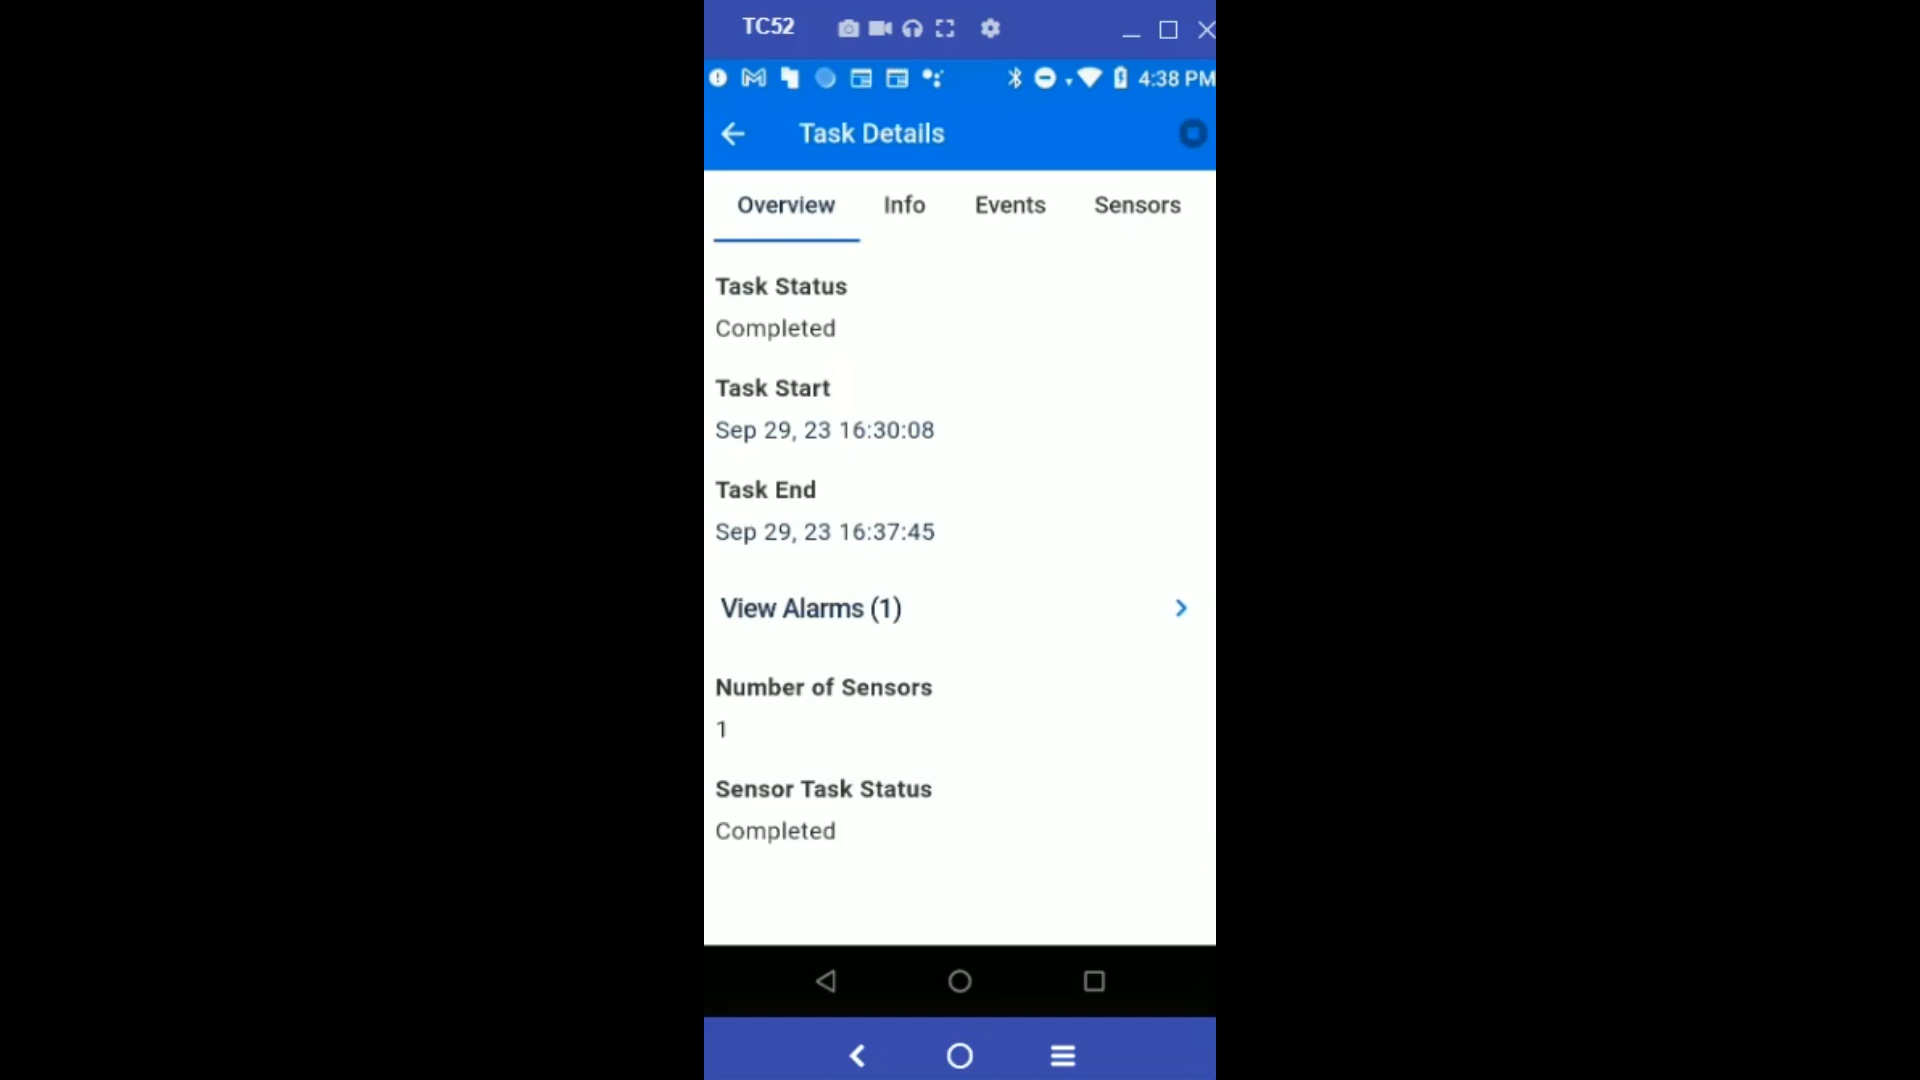 TC52
4:38 PM
Task Details
Overview Info Events Sensors
Task Status
Completed
Task Start
Sep 29, 23 16:30:08
Task End
Sep 29, 23 16:37:45
View Alarms (1)
Number of Sensors
1
Sensor Task Status
Completed